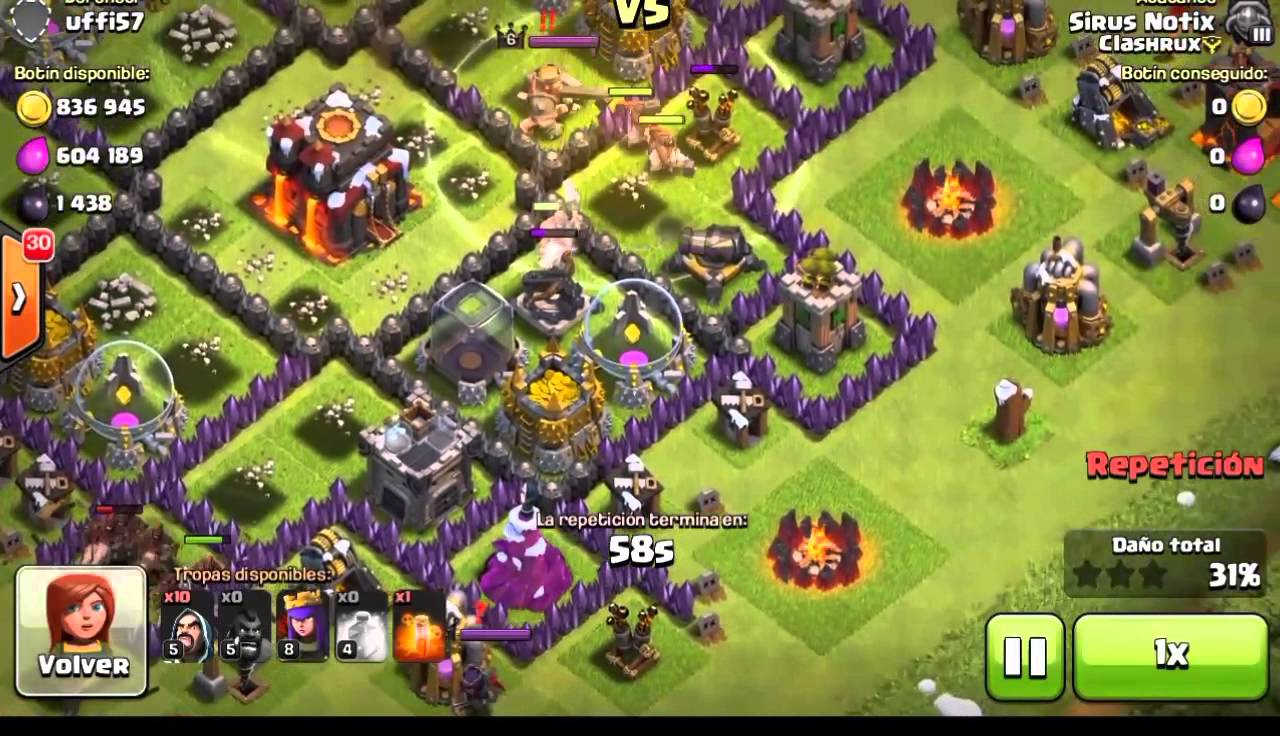 VS
uffi57
Sirus Notix
Clashrux
Botín disponible:
836 945
604 189
1 438
Botín conseguido:
0
0
0
6
30
La repetición termina en:
58s
Repetición
Daño total
31%
Tropas disponibles:
x10 x0 x0 x1
5 5 8 4
Volver
1x